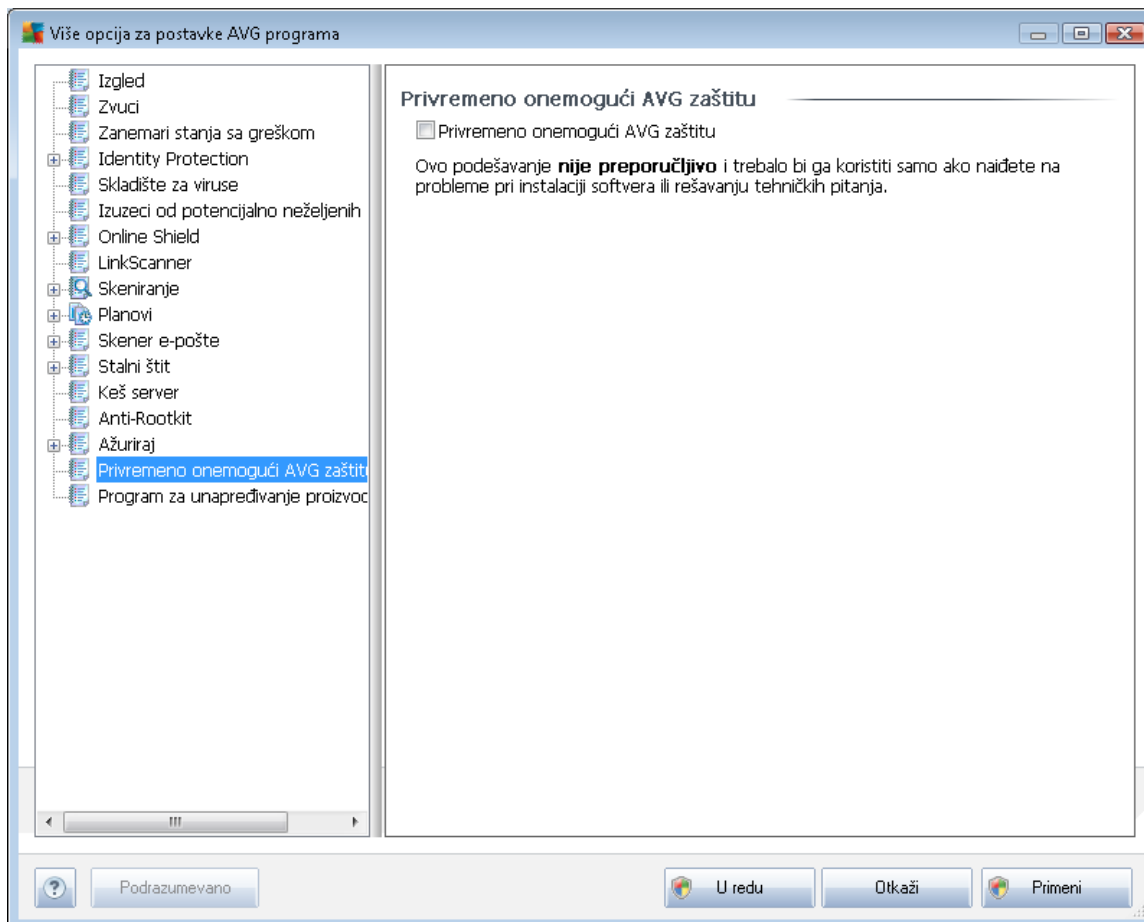 Više opcija za postavke AVG programa
Izgled
Zvuci
Zanemari stanja sa greškom
Identity Protection
Skladište za viruse
Izuzeci od potencijalno neželjenih
Online Shield
LinkScanner
Skeniranje
Planovi
Skener e-pošte
Stalni štit
Keš server
Anti-Rootkit
Ažuriraj
Privremeno onemogući AVG zaštitu
Program za unapređivanje proizvod
Privremeno onemogući AVG zaštitu
Privremeno onemogući AVG zaštitu
Ovo podešavanje nije preporučljivo i trebalo bi ga koristiti samo ako naiđete na
probleme pri instalaciji softvera ili rešavanju tehničkih pitanja.
?
Podrazumevano
U redu
Otkaži
Primeni